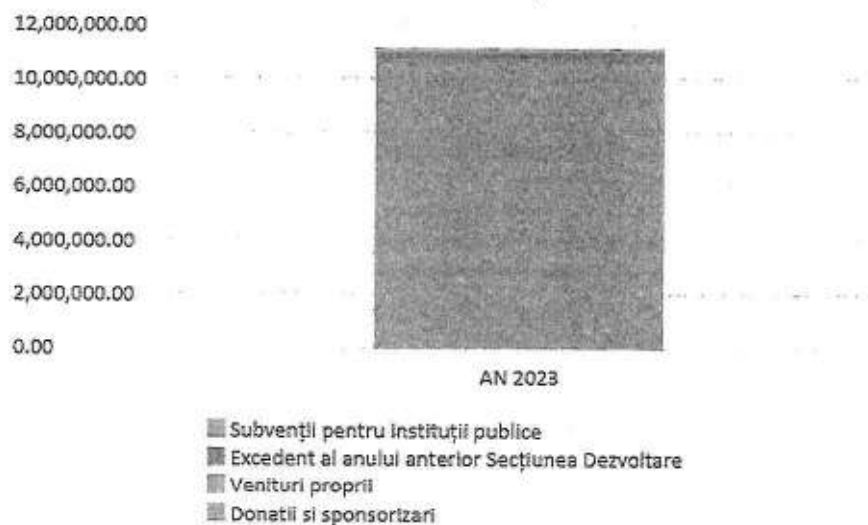 12,000,000.00
10,000,000.00
8,000,000.00
6,000,000.00
4,000,000.00
2,000,000.00
0.00
AN 2023
Subvenții pentru instituții publice
Excedent al anului anterior Secțiunea Dezvoltare
Venituri proprii
Donatii si sponsorizari